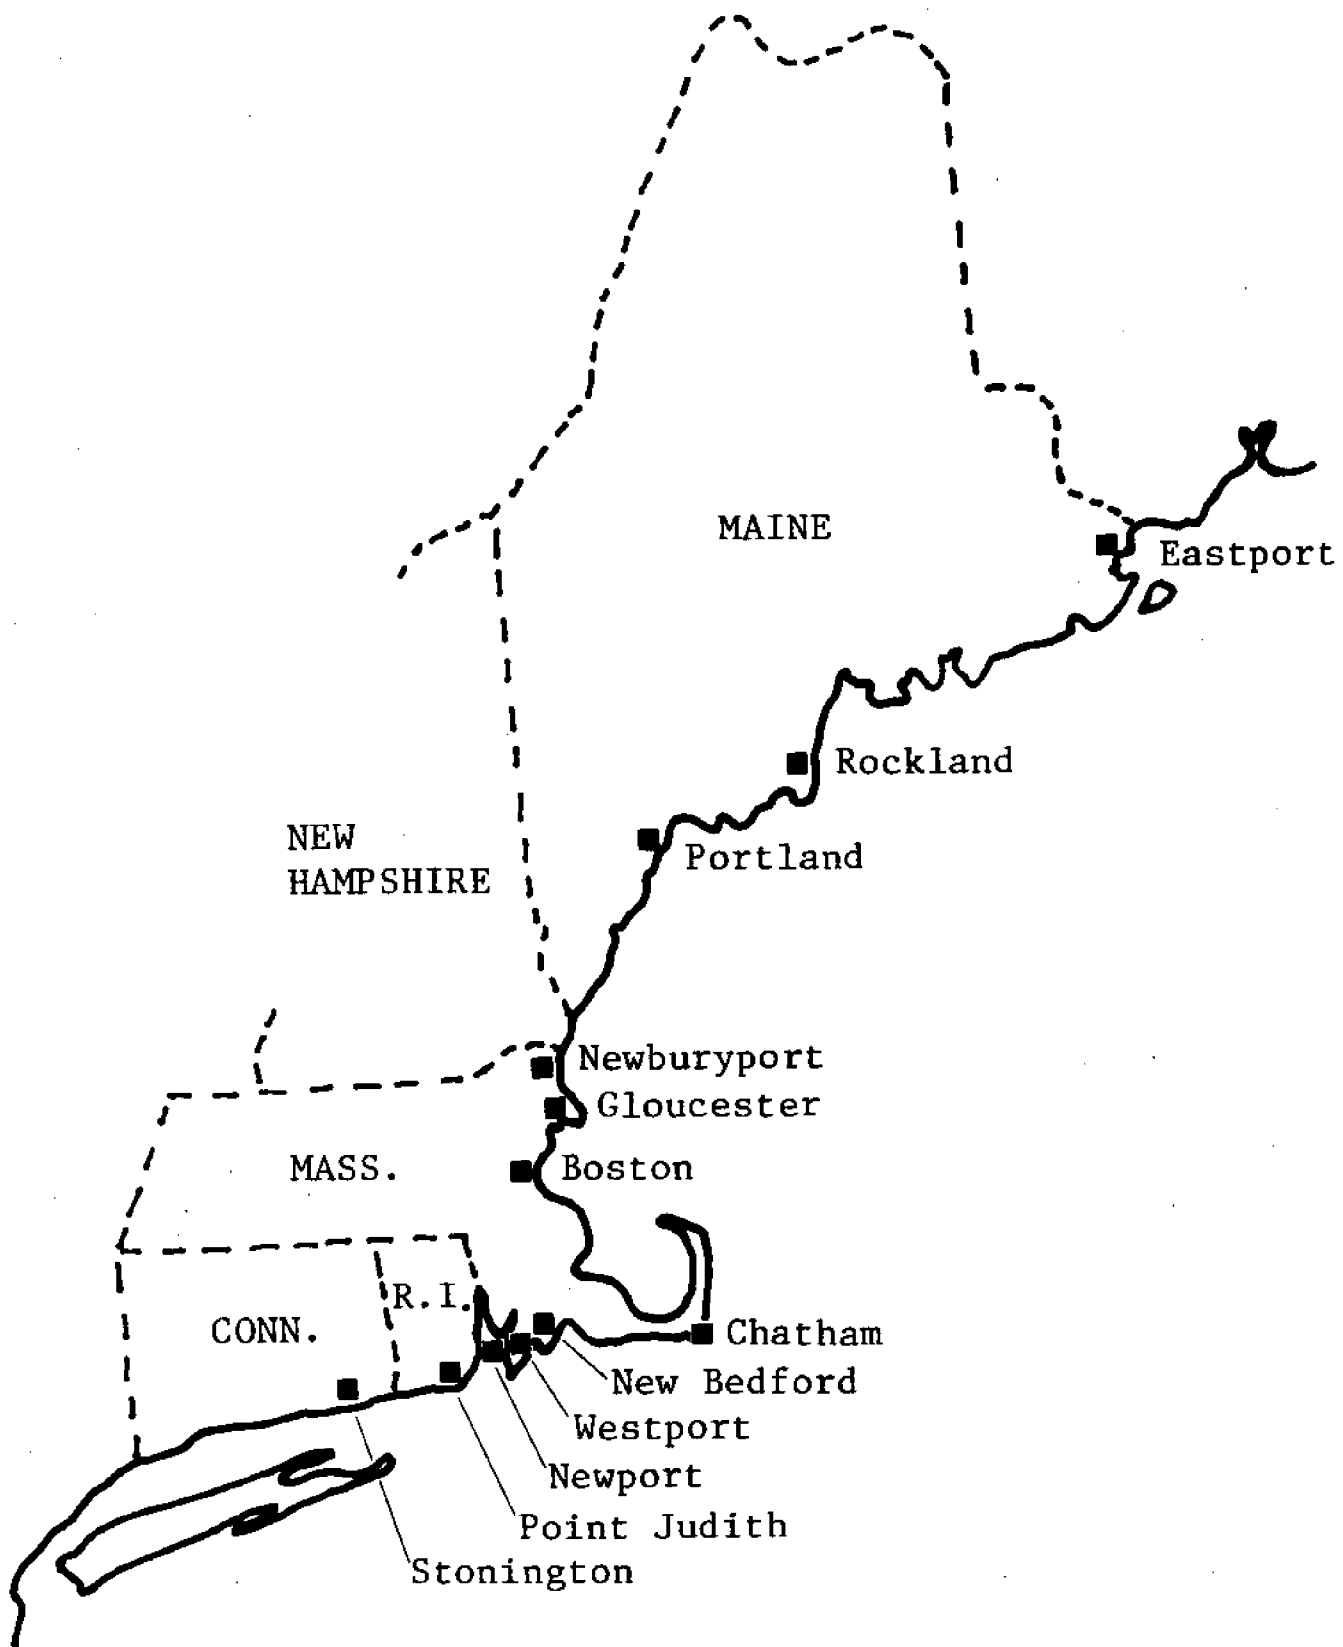 MAINE
Eastport
Rockland
Portland
NEW
HAMPSHIRE
Newburyport
Gloucester
MASS.
Boston
R.I.
CONN.
Chatham
New Bedford
Westport
Newport
Point Judith
Stonington